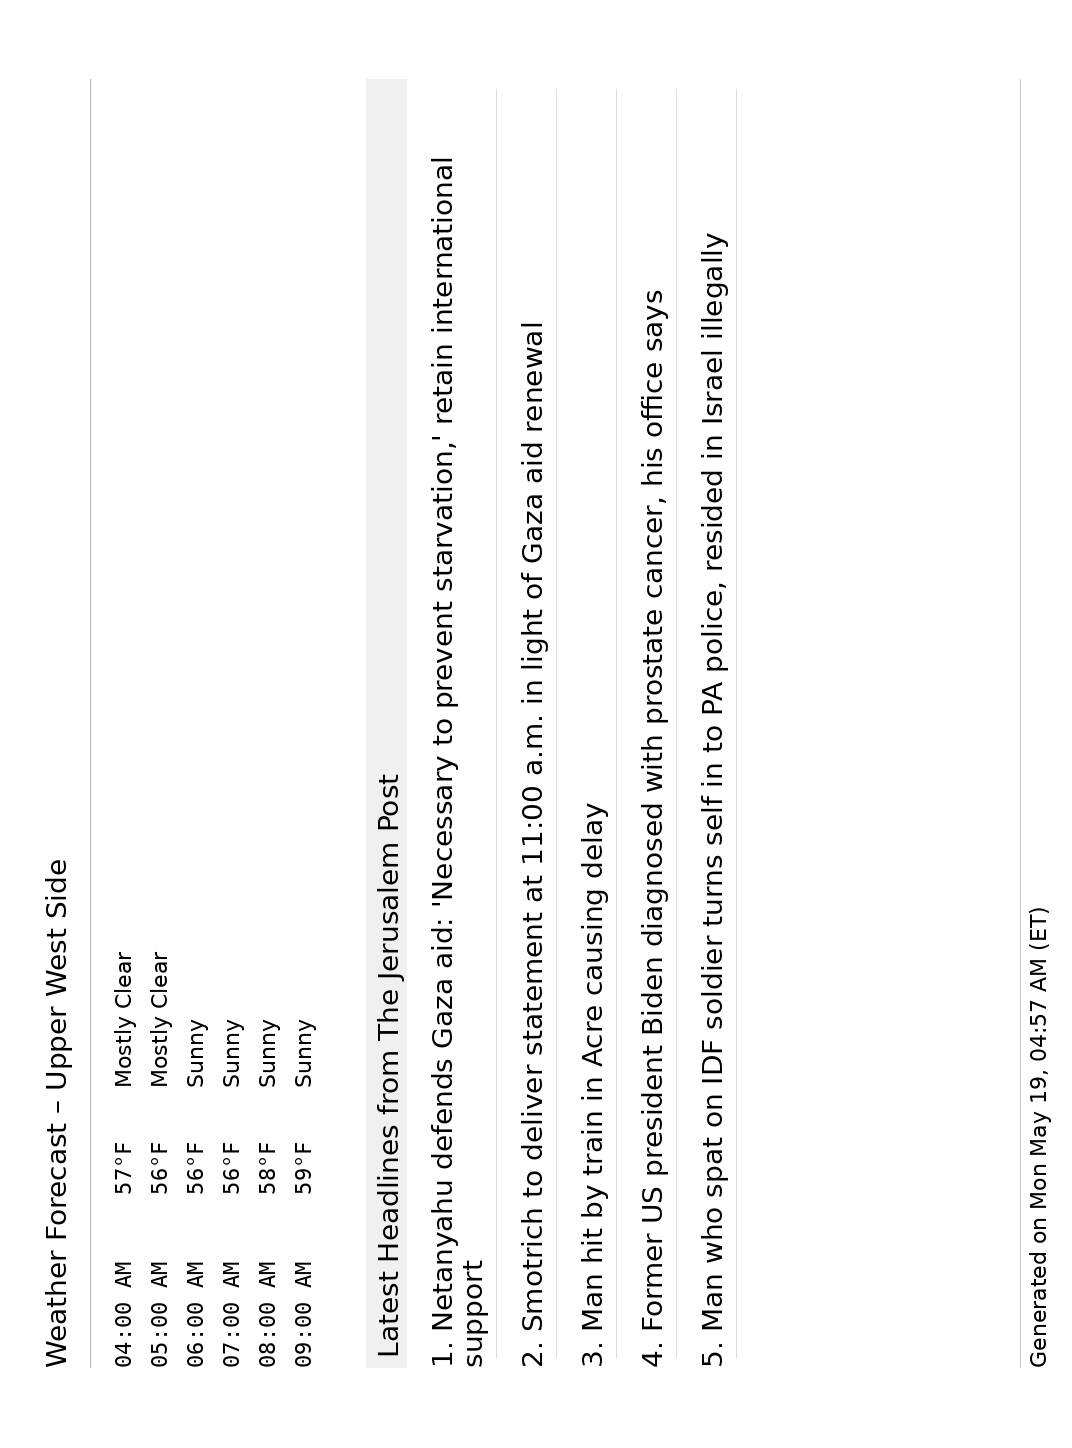 Weather Forecast – Upper West Side
04:00 AM 57°F Mostly Clear
05:00 AM 56°F Mostly Clear
06:00 AM 56°F Sunny
07:00 AM 56°F Sunny
08:00 AM 58°F Sunny
09:00 AM 59°F Sunny
Latest Headlines from The Jerusalem Post
1. Netanyahu defends Gaza aid: 'Necessary to prevent starvation,' retain international
support
2. Smotrich to deliver statement at 11:00 a.m. in light of Gaza aid renewal
3. Man hit by train in Acre causing delay
4. Former US president Biden diagnosed with prostate cancer, his office says
5. Man who spat on IDF soldier turns self in to PA police, resided in Israel illegally
Generated on Mon May 19, 04:57 AM (ET)